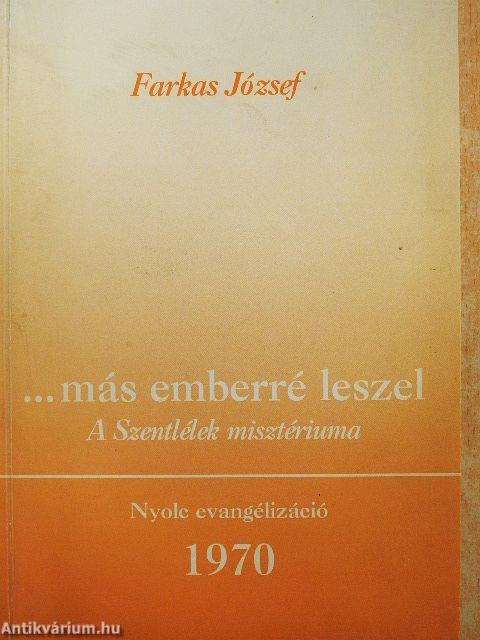 Farkas József
...más emberré leszel
A Szentlélek misztériuma
Nyolc evangélizáció
1970
Antikvárium.hu